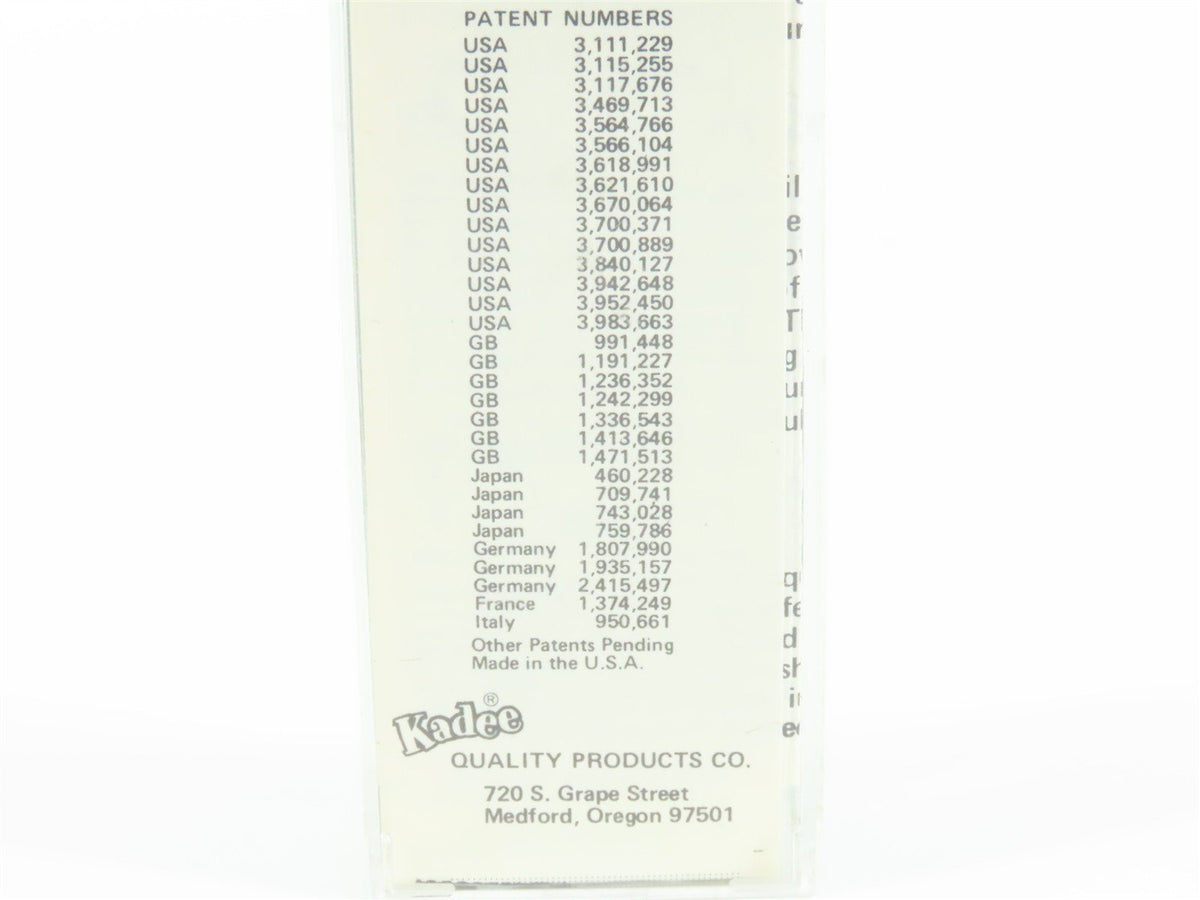 PATENT NUMBERS
USA 3,111,229
USA 3,115,255
USA 3,117,676
USA 3,469,713
USA 3,564,766
USA 3,566,104
USA 3,618,991
USA 3,621,610
USA 3,670,064
USA 3,700,371
USA 3,700,889
USA 3,840,127
USA 3,942,648
USA 3,952,450
USA 3,983,663
GB 991,448
GB 1,191,227
GB 1,236,352
GB 1,242,299
GB 1,336,543
GB 1,413,646
GB 1,471,513
Japan 460,228
Japan 709,741
Japan 743,028
Japan 759,786
Germany 1,807,990
Germany 1,935,157
Germany 2,415,497
France 1,374,249
Italy 950,661
Other Patents Pending
Made in the U.S.A.
Kadee®
QUALITY PRODUCTS CO.
720 S. Grape Street
Medford, Oregon 97501